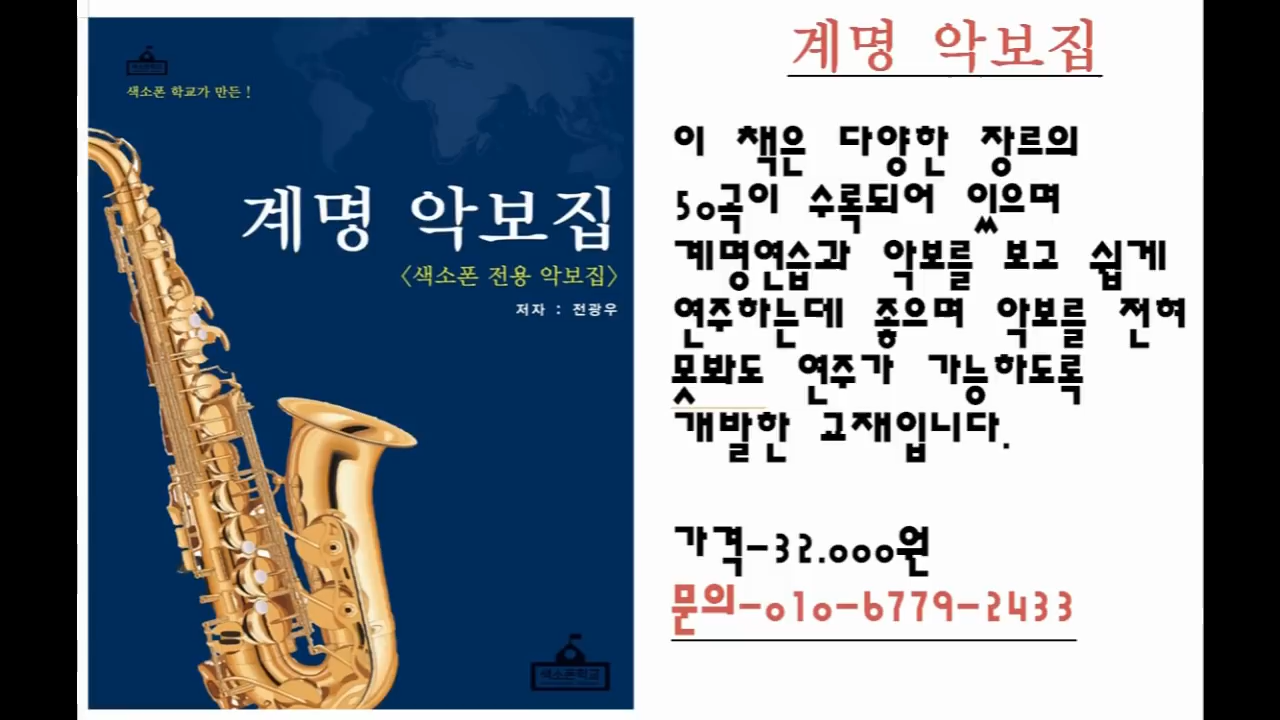 색소폰학교
색소폰 학교가 만든 !
계명 악보집
<색소폰 전용 악보집>
저자 : 전광우
색소폰학교
계명 악보집
이 책은 다양한 장르의
50곡이 수록되어 있으며
계명연습과 악보를 보고 쉽게
연주하는데 좋으며 악보를 전혀
못봐도 연주가 가능하도록
개발한 교재입니다.
가격-32.000원
문의-010-6779-2433